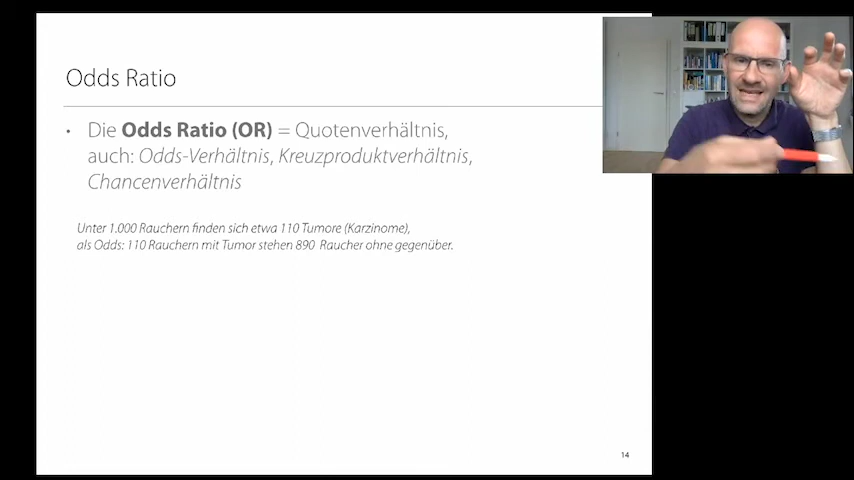 Odds Ratio
• Die Odds Ratio (OR) = Quotenverhältnis,
auch: Odds-Verhältnis, Kreuzproduktverhältnis,
Chancenverhältnis
Unter 1.000 Rauchern finden sich etwa 110 Tumore (Karzinome),
als Odds: 110 Rauchern mit Tumor stehen 890 Raucher ohne gegenüber.
14